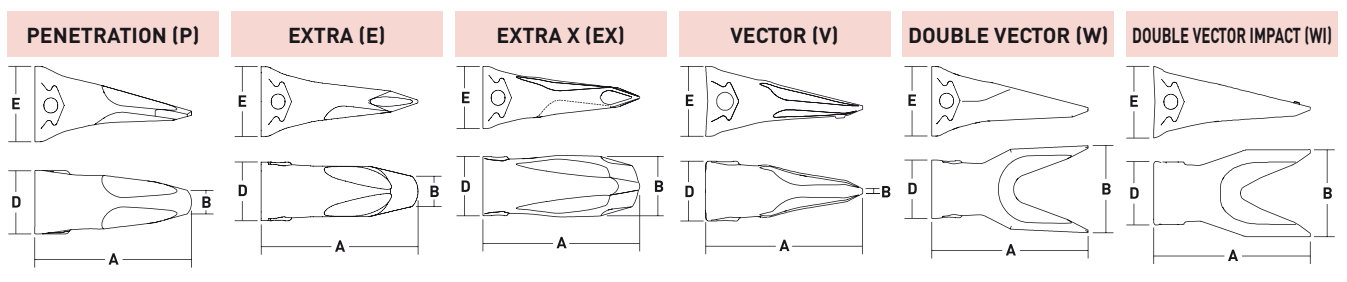 PENETRATION (P) EXTRA (E) EXTRA X (EX) VECTOR (V) DOUBLE VECTOR (W) DOUBLE VECTOR IMPACT (WI)
E E E E E E
D B D B D B D B D B D B
A A A A A A